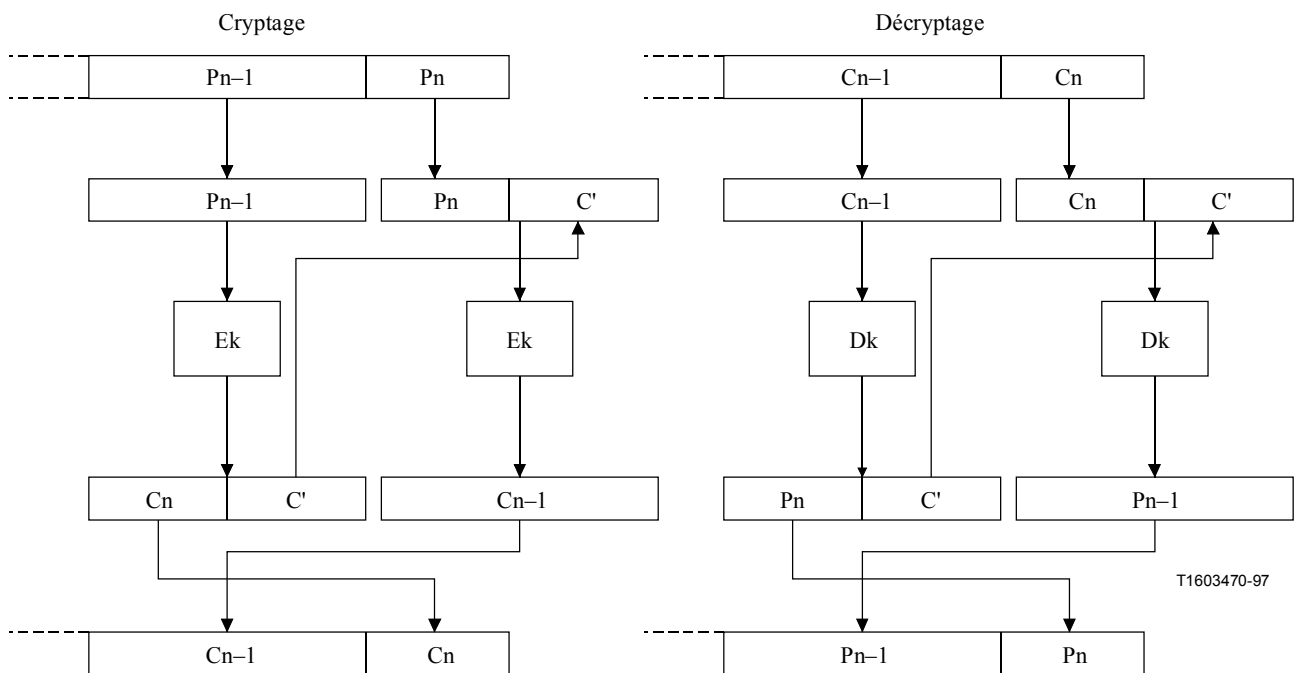 Cryptage
Décryptage
Pn–1 Pn
Cn–1 Cn
Pn–1 Pn C'
Cn–1 Cn C'
Ek Ek
Dk Dk
Cn C' Cn–1
Pn C' Pn–1
T1603470-97
Cn–1 Cn
Pn–1 Pn